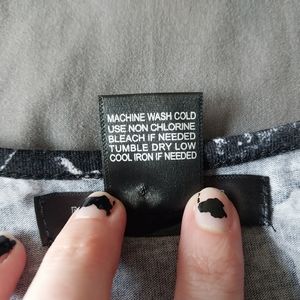 MACHINE WASH COLD
USE NON CHLORINE
BLEACH IF NEEDED
TUMBLE DRY LOW
COOL IRON IF NEEDED